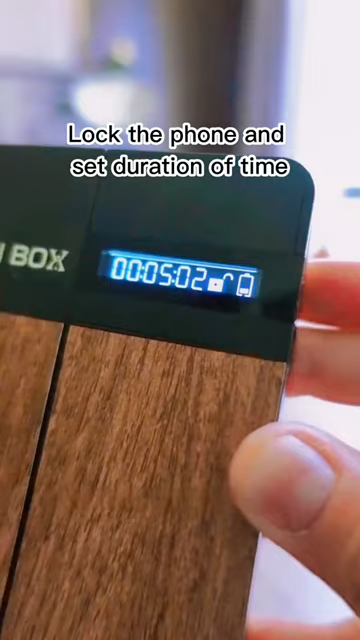 Lock the phone and
set duration of time
BOX
00:05:02